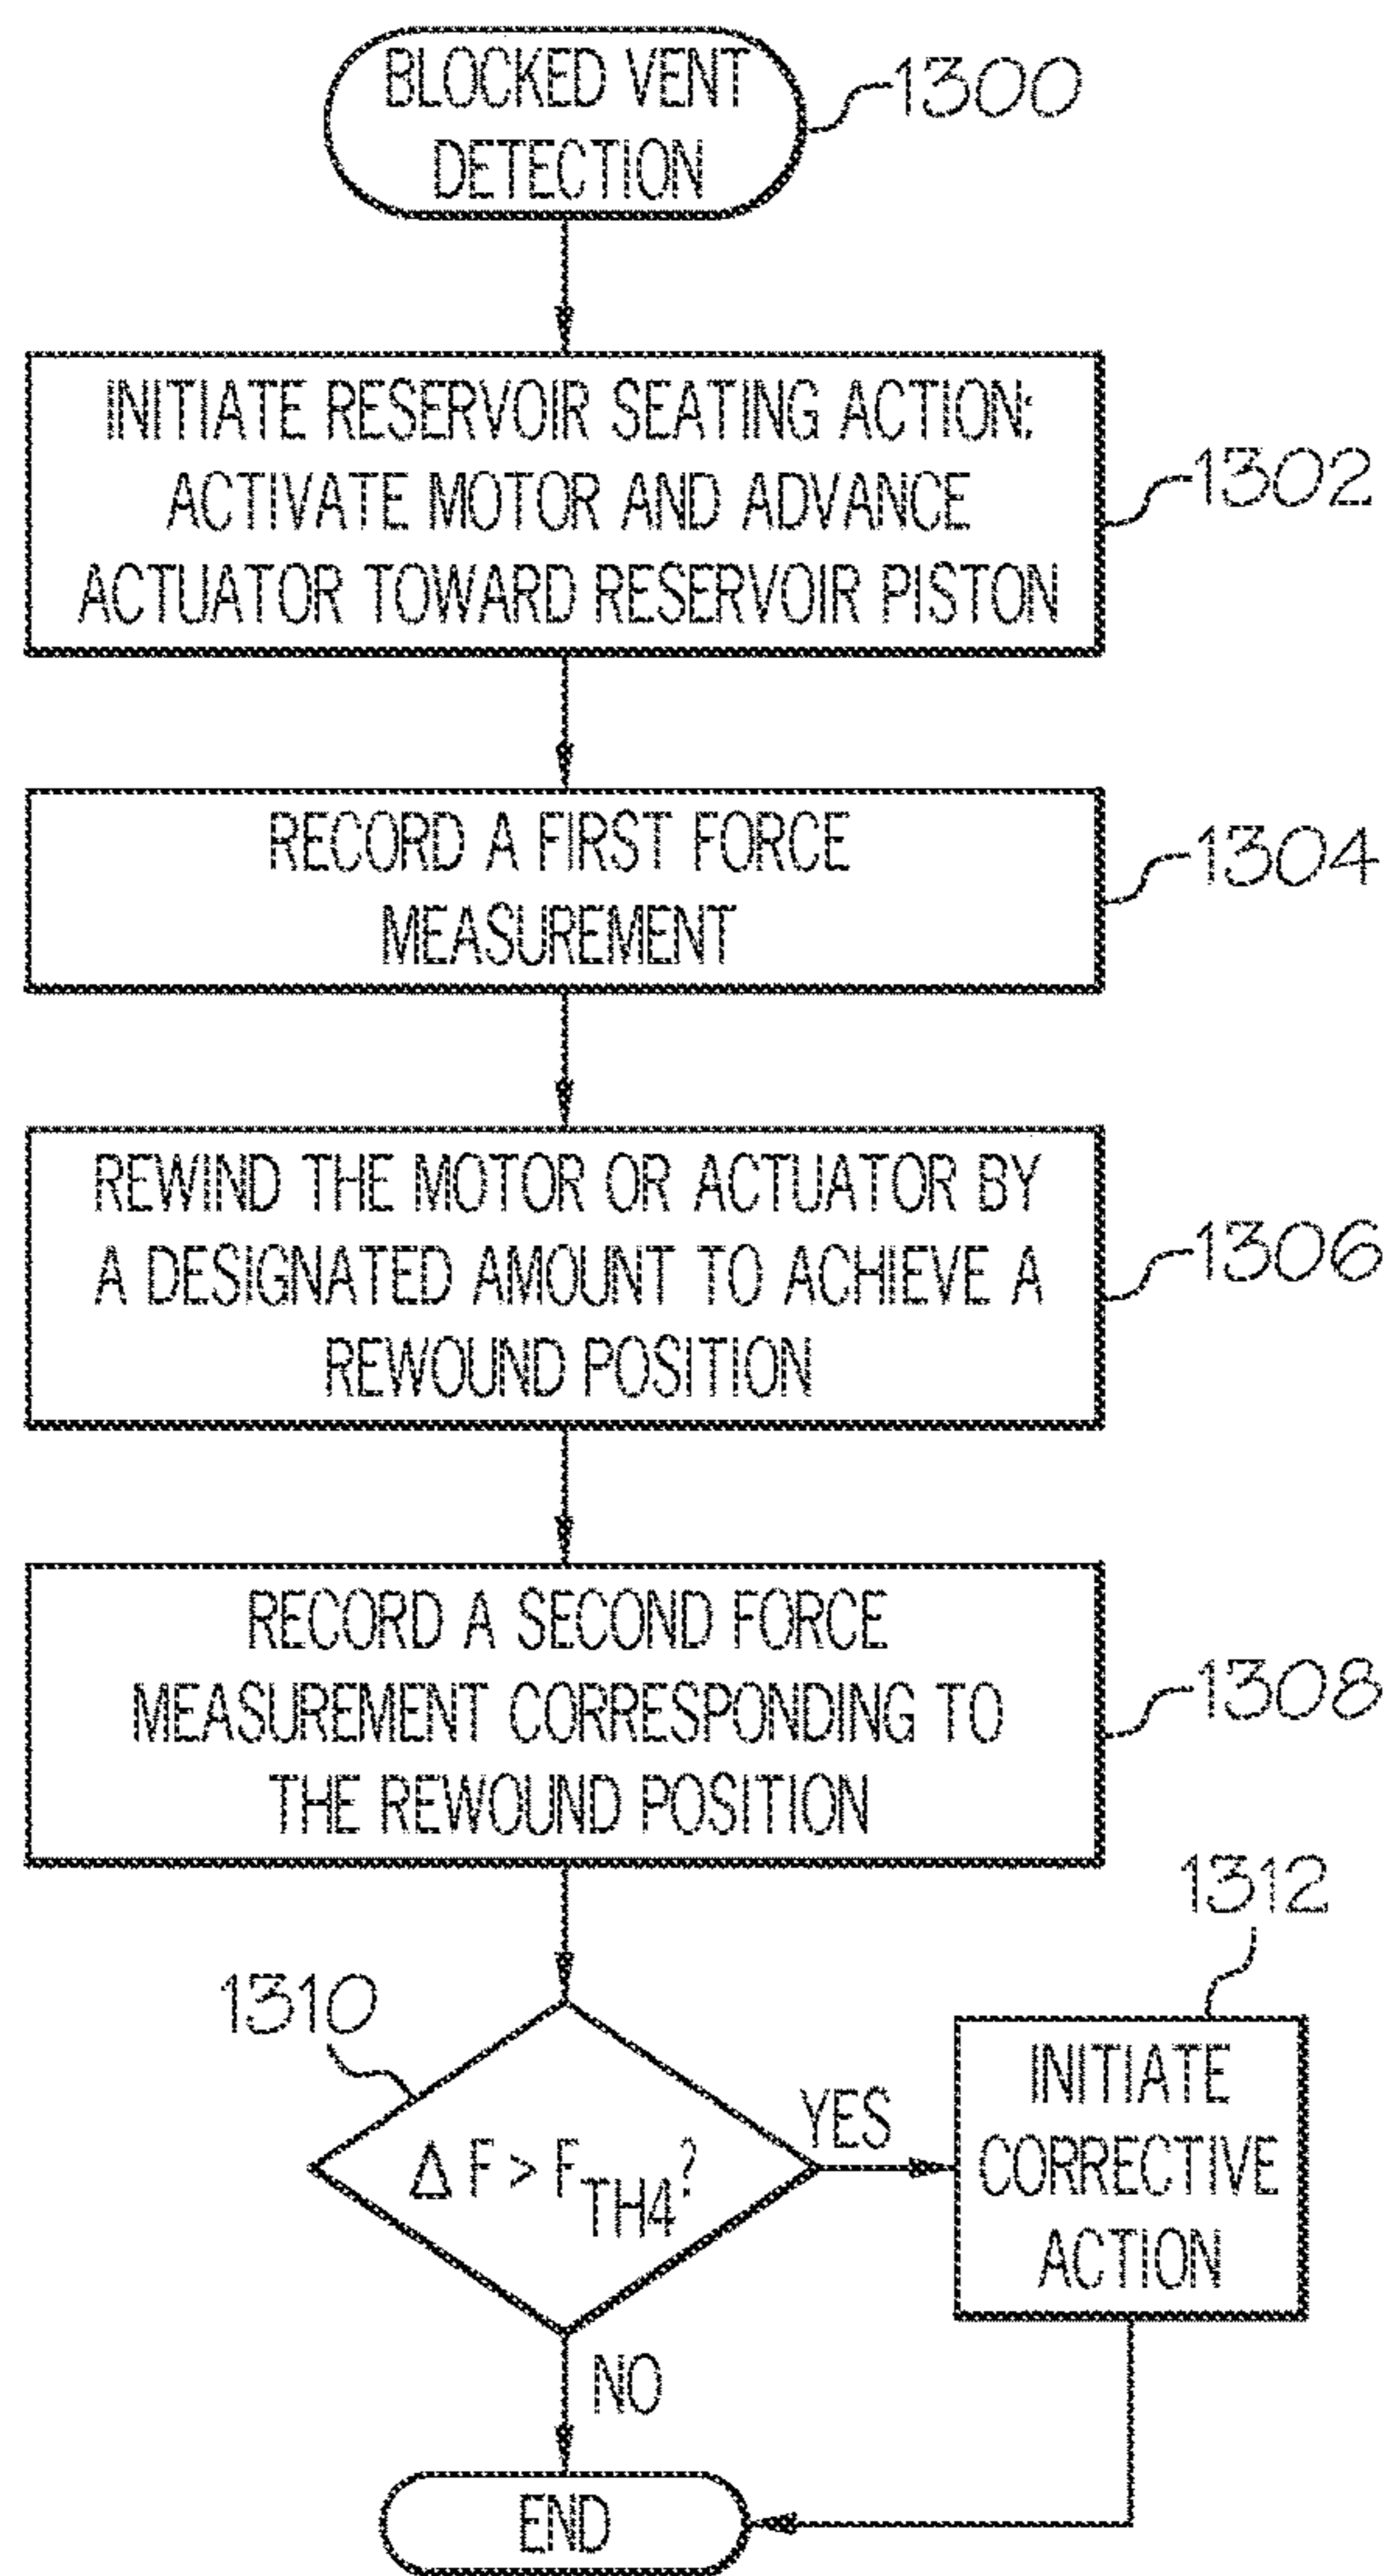 BLOCKED VENT
DETECTION
1300
INITIATE RESERVOIR SEATING ACTION:
ACTIVATE MOTOR AND ADVANCE
ACTUATOR TOWARD RESERVOIR PISTON
1302
RECORD A FIRST FORCE
MEASUREMENT
1304
REWIND THE MOTOR OR ACTUATOR BY
A DESIGNATED AMOUNT TO ACHIEVE A
REWOUND POSITION
1306
RECORD A SECOND FORCE
MEASUREMENT CORRESPONDING TO
THE REWOUND POSITION
1308
1310
Δ F > F TH4?
YES
1312
INITIATE
CORRECTIVE
ACTION
NO
END